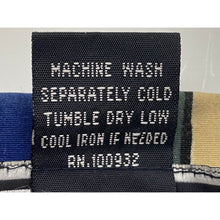 MACHINE WASH
SEPARATELY COLD
TUMBLE DRY LOW
COOL IRON IF NEEDED
RN.100932